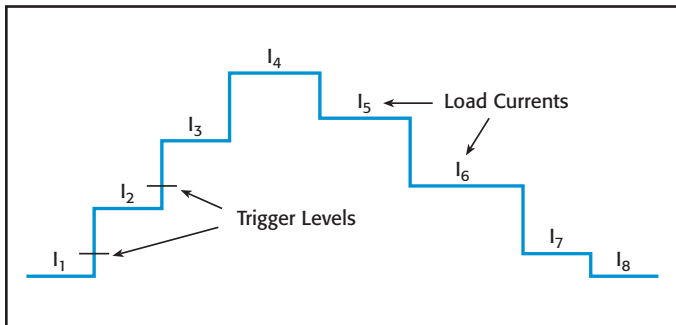 I4
I3
I5
Load Currents
I2
I6
Trigger Levels
I1
I7
I8